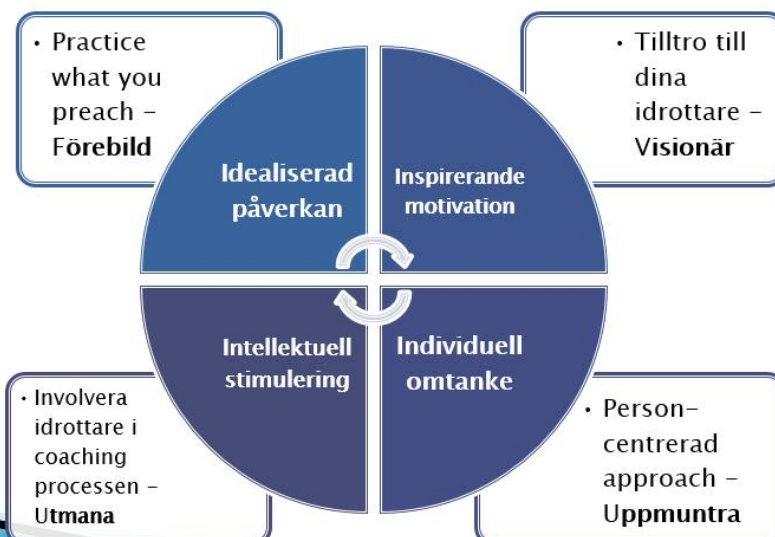 • Practice
what you
preach –
Förebild
• Tilltro till
dina
idrottare –
Visionär
Idealiserad
påverkan
Inspirerande
motivation
Intellektuell
stimulering
Individuell
omtanke
• Involvera
idrottare i
coaching
processen –
Utmana
• Person-
centrerad
approach –
Uppmuntra